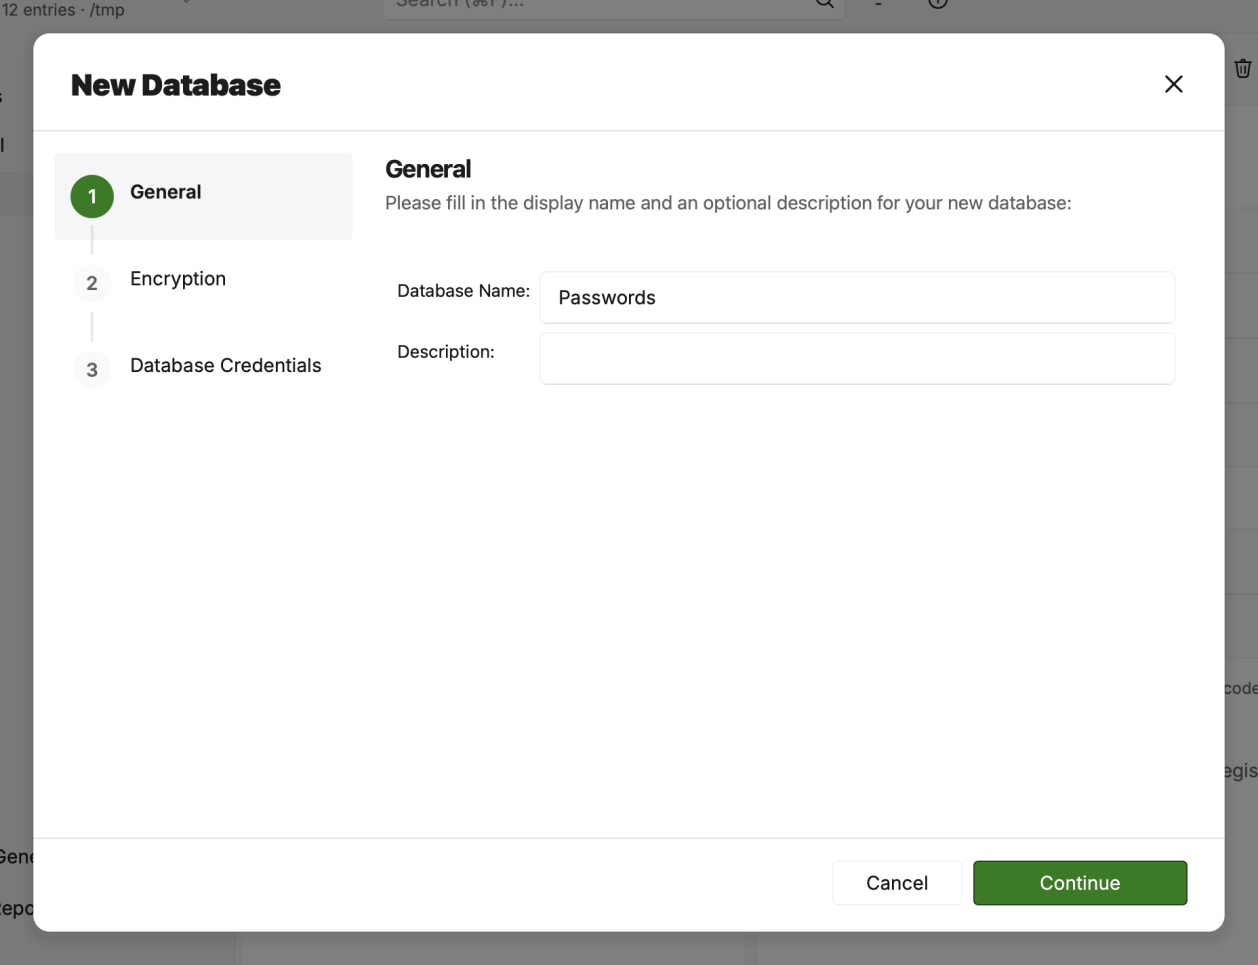 12 entries · /tmp
New Database
1 General
General
Please fill in the display name and an optional description for your new database:
2 Encryption
Database Name: Passwords
Description:
3 Database Credentials
Cancel
Continue